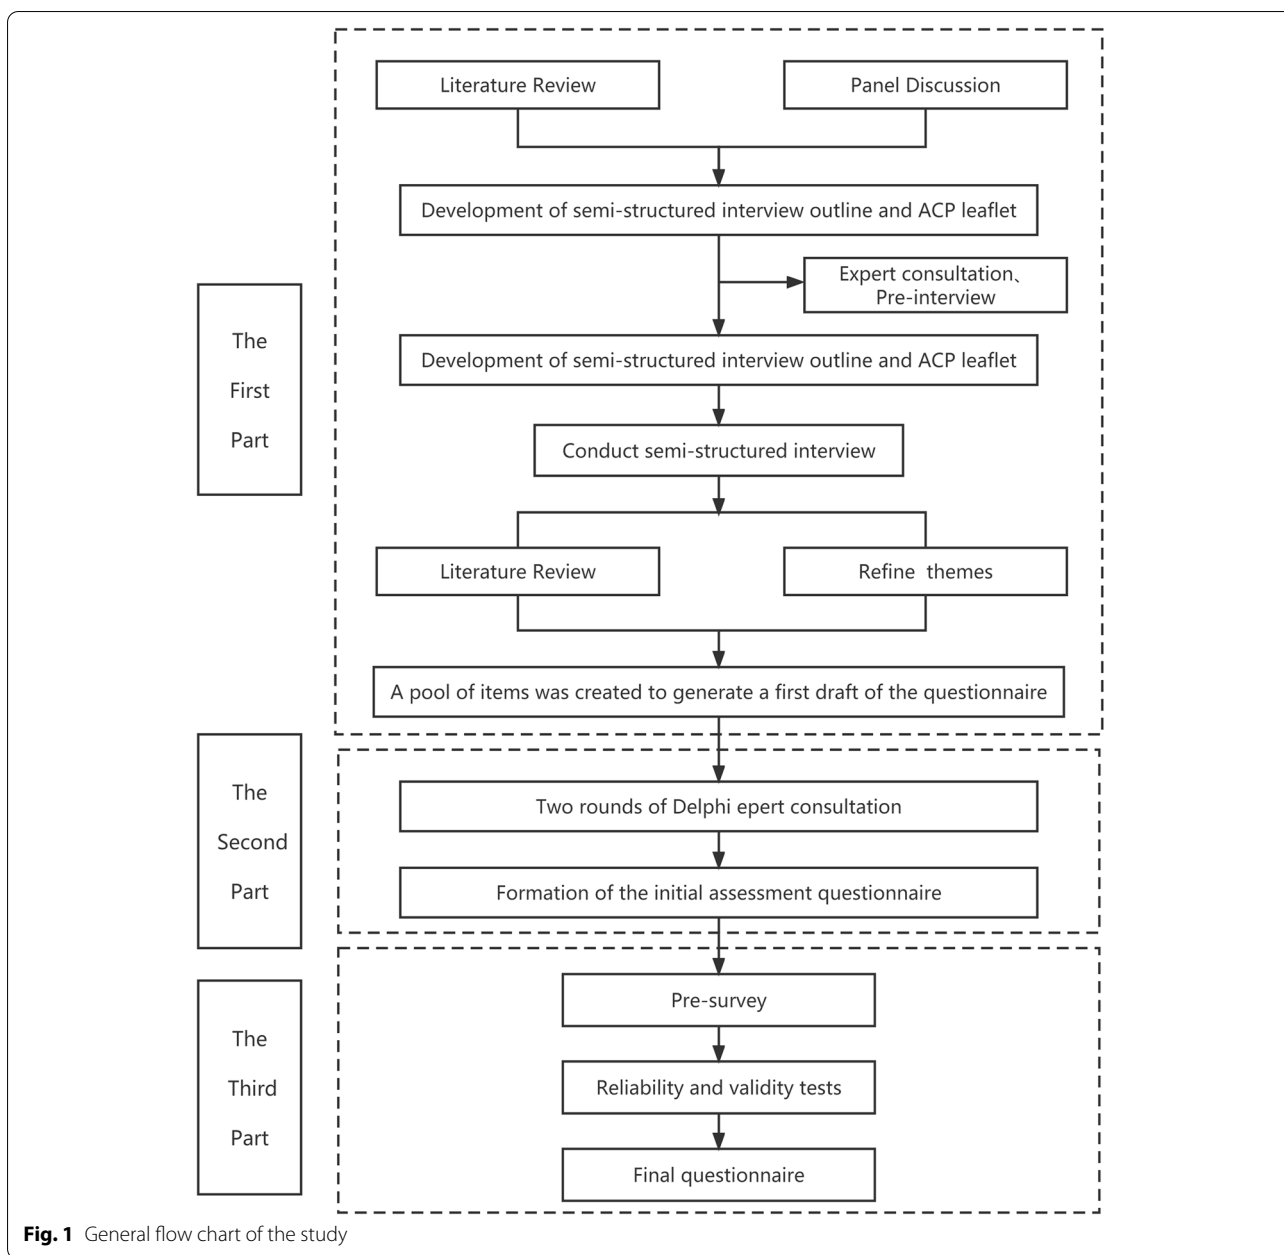 Literature Review
Panel Discussion
Development of semi-structured interview outline and ACP leaflet
Expert consultation、
Pre-interview
The
First
Part
Development of semi-structured interview outline and ACP leaflet
Conduct semi-structured interview
Literature Review
Refine themes
A pool of items was created to generate a first draft of the questionnaire
The
Second
Part
Two rounds of Delphi epert consultation
Formation of the initial assessment questionnaire
The
Third
Part
Pre-survey
Reliability and validity tests
Final questionnaire
Fig. 1 General flow chart of the study